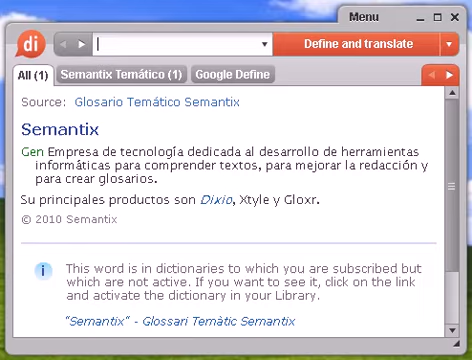 Menu
di
Define and translate
All (1)
Semantix Temático (1)
Google Define
Source: Glosario Temático Semantix
Semantix
Gen Empresa de tecnología dedicada al desarrollo de herramientas
informáticas para comprender textos, para mejorar la redacción y
para crear glosarios.
Su principales productos son Dixio, Xtyle y Gloxr.
© 2010 Semantix
i
This word is in dictionaries to which you are subscribed but
which are not active. If you want to see it, click on the link
and activate the dictionary in your Library.
"Semantix" - Glossari Temàtic Semantix